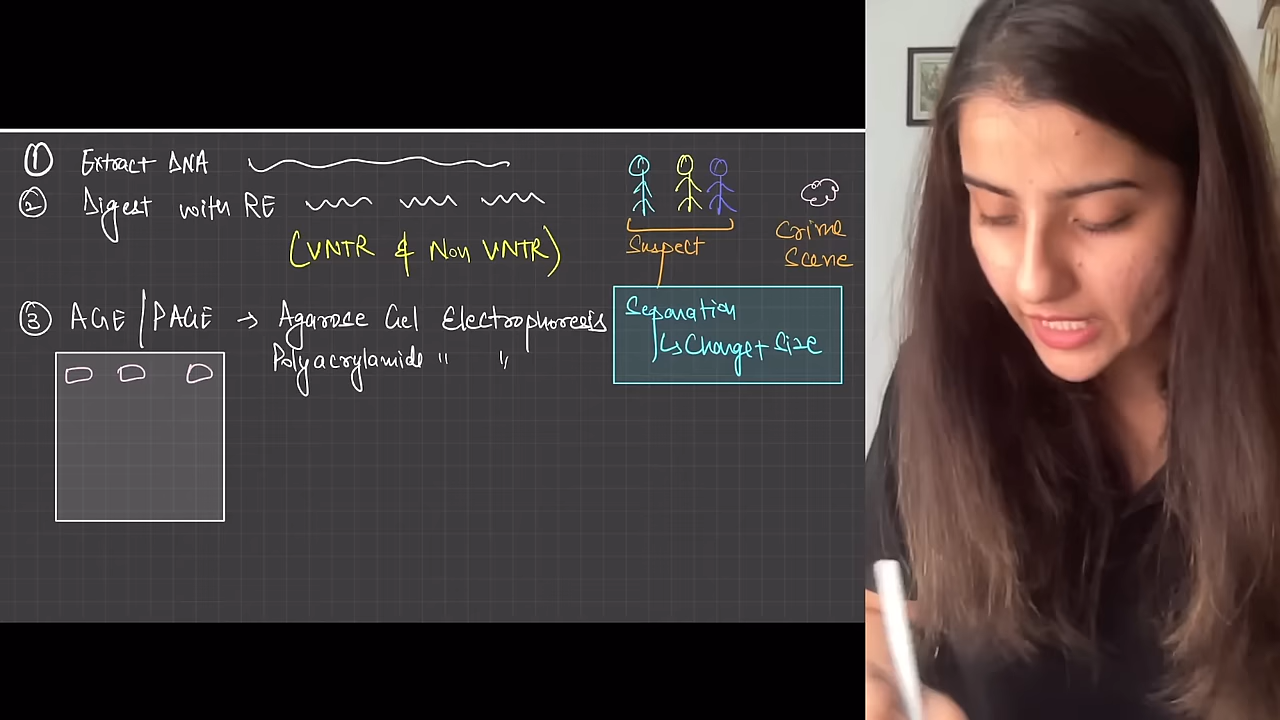 ① Extract DNA
② Digest with RE
(VNTR & Non VNTR)
Suspect
Crime
Scene
③ AGE/PAGE → Agarose Gel Electrophoresis
Polyacrylamide " "
Separation
↳ Charge + Size